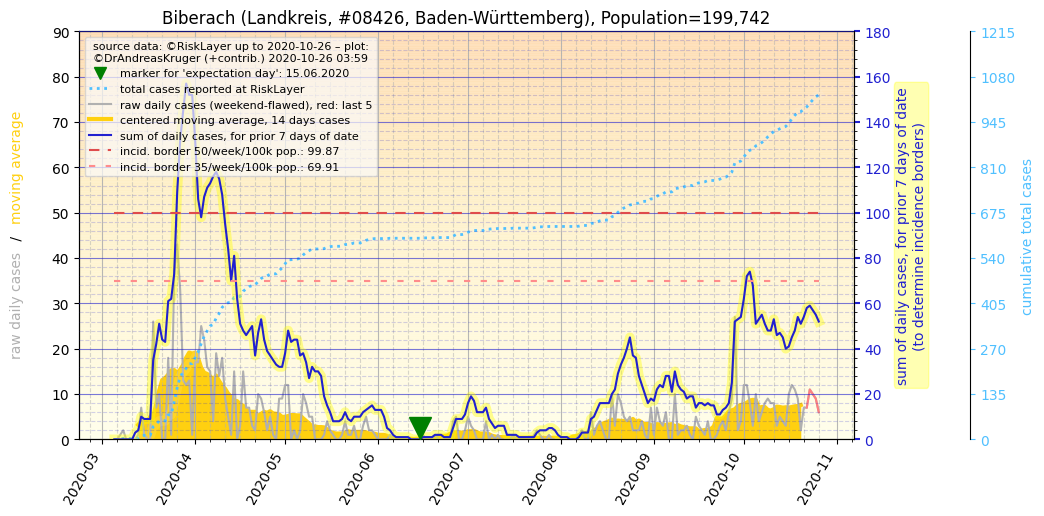 Biberach (Landkreis, #08426, Baden-Württemberg), Population=199,742
source data: ©RiskLayer up to 2020-10-26 – plot:
©DrAndreasKruger (+contrib.) 2020-10-26 03:59
marker for 'expectation day': 15.06.2020
total cases reported at RiskLayer
raw daily cases (weekend-flawed), red: last 5
centered moving average, 14 days cases
sum of daily cases, for prior 7 days of date
incid. border 50/week/100k pop.: 99.87
incid. border 35/week/100k pop.: 69.91
raw daily cases / moving average
90
80
70
60
50
40
30
20
10
0
2020-03
2020-04
2020-05
2020-06
2020-07
2020-08
2020-09
2020-10
2020-11
180
160
140
120
100
80
60
40
20
0
sum of daily cases, for prior 7 days of date
(to determine incidence borders)
1215
1080
945
810
675
540
405
270
135
0
cumulative total cases